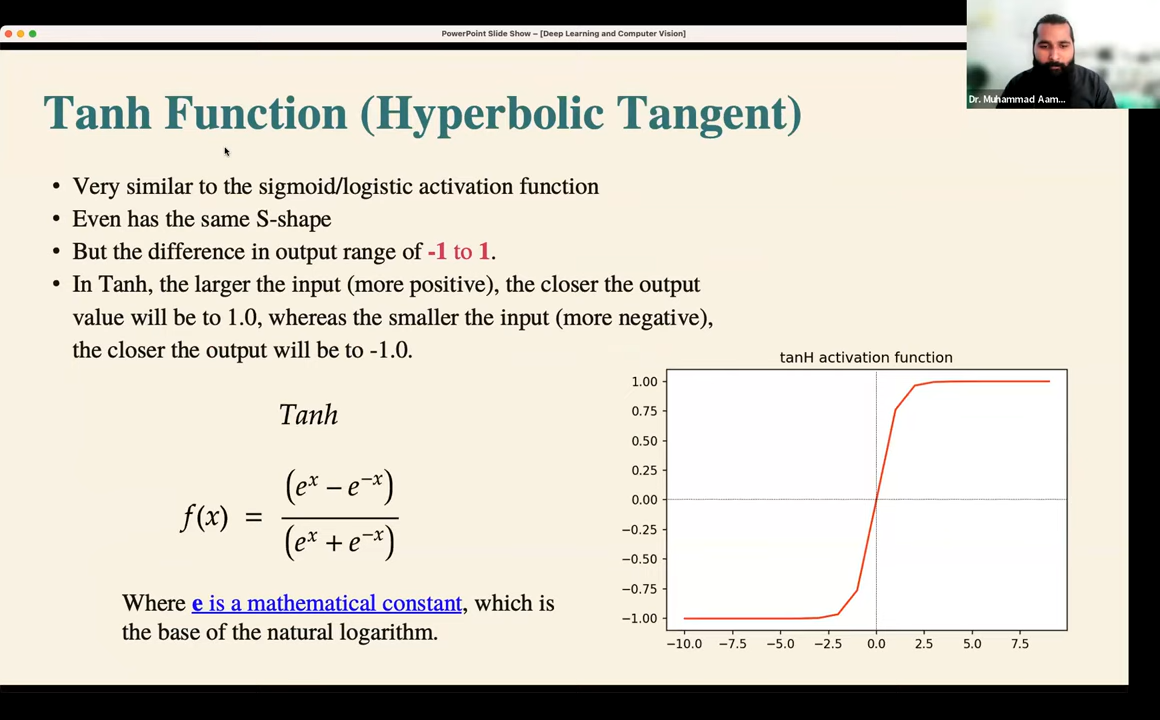 PowerPoint Slide Show – [Deep Learning and Computer Vision]
Dr. Muhammad Aam...
Tanh Function (Hyperbolic Tangent)
• Very similar to the sigmoid/logistic activation function
• Even has the same S-shape
• But the difference in output range of -1 to 1.
• In Tanh, the larger the input (more positive), the closer the output
value will be to 1.0, whereas the smaller the input (more negative),
the closer the output will be to -1.0.
Tanh
f(x) = (e^x − e^−x) / (e^x + e^−x)
Where e is a mathematical constant, which is
the base of the natural logarithm.
tanH activation function
1.00
0.75
0.50
0.25
0.00
−0.25
−0.50
−0.75
−1.00
−10.0 −7.5 −5.0 −2.5 0.0 2.5 5.0 7.5